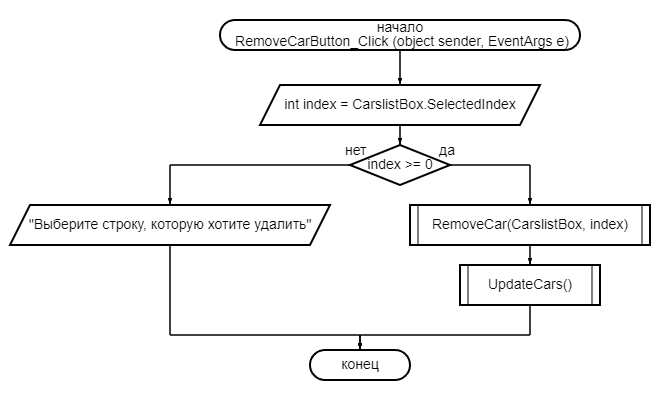 начало
RemoveCarButton_Click (object sender, EventArgs e)
int index = CarslistBox.SelectedIndex
нет
да
index >= 0
"Выберите строку, которую хотите удалить"
RemoveCar(CarslistBox, index)
UpdateCars()
конец